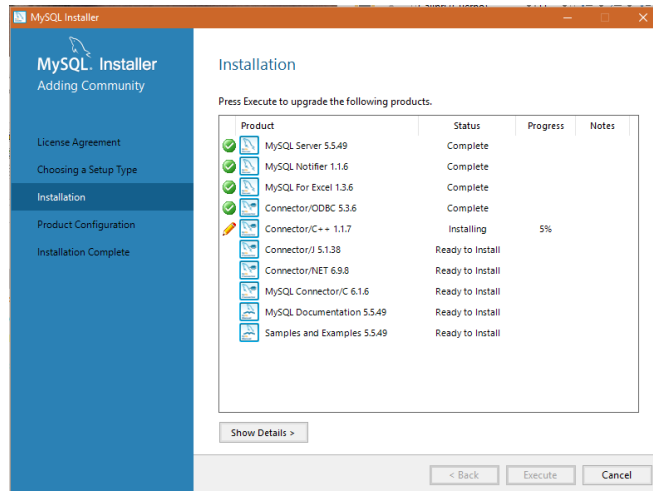 MySQL Installer
MySQL. Installer
Adding Community
License Agreement
Choosing a Setup Type
Installation
Product Configuration
Installation Complete
Installation
Press Execute to upgrade the following products.
Product Status Progress Notes
MySQL Server 5.5.49 Complete
MySQL Notifier 1.1.6 Complete
MySQL For Excel 1.3.6 Complete
Connector/ODBC 5.3.6 Complete
Connector/C++ 1.1.7 Installing 5%
Connector/J 5.1.38 Ready to Install
Connector/NET 6.9.8 Ready to Install
MySQL Connector/C 6.1.6 Ready to Install
MySQL Documentation 5.5.49 Ready to Install
Samples and Examples 5.5.49 Ready to Install
Show Details >
< Back Execute Cancel